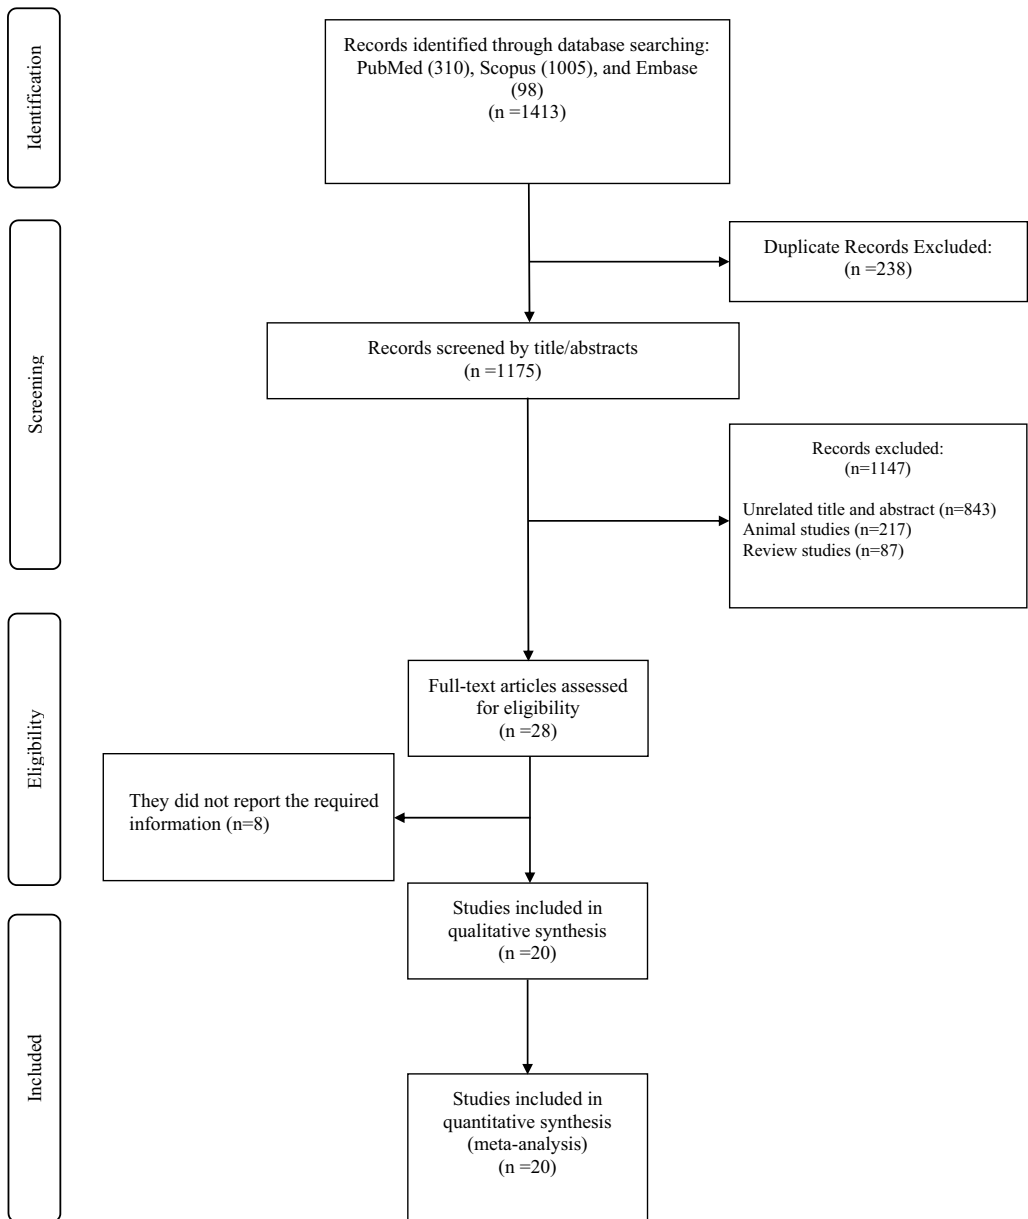 Identification
Records identified through database searching:
PubMed (310), Scopus (1005), and Embase
(98)
(n =1413)
Screening
Duplicate Records Excluded:
(n =238)
Records screened by title/abstracts
(n =1175)
Records excluded:
(n=1147)
Unrelated title and abstract (n=843)
Animal studies (n=217)
Review studies (n=87)
Eligibility
Full-text articles assessed
for eligibility
(n =28)
They did not report the required
information (n=8)
Included
Studies included in
qualitative synthesis
(n =20)
Studies included in
quantitative synthesis
(meta-analysis)
(n =20)